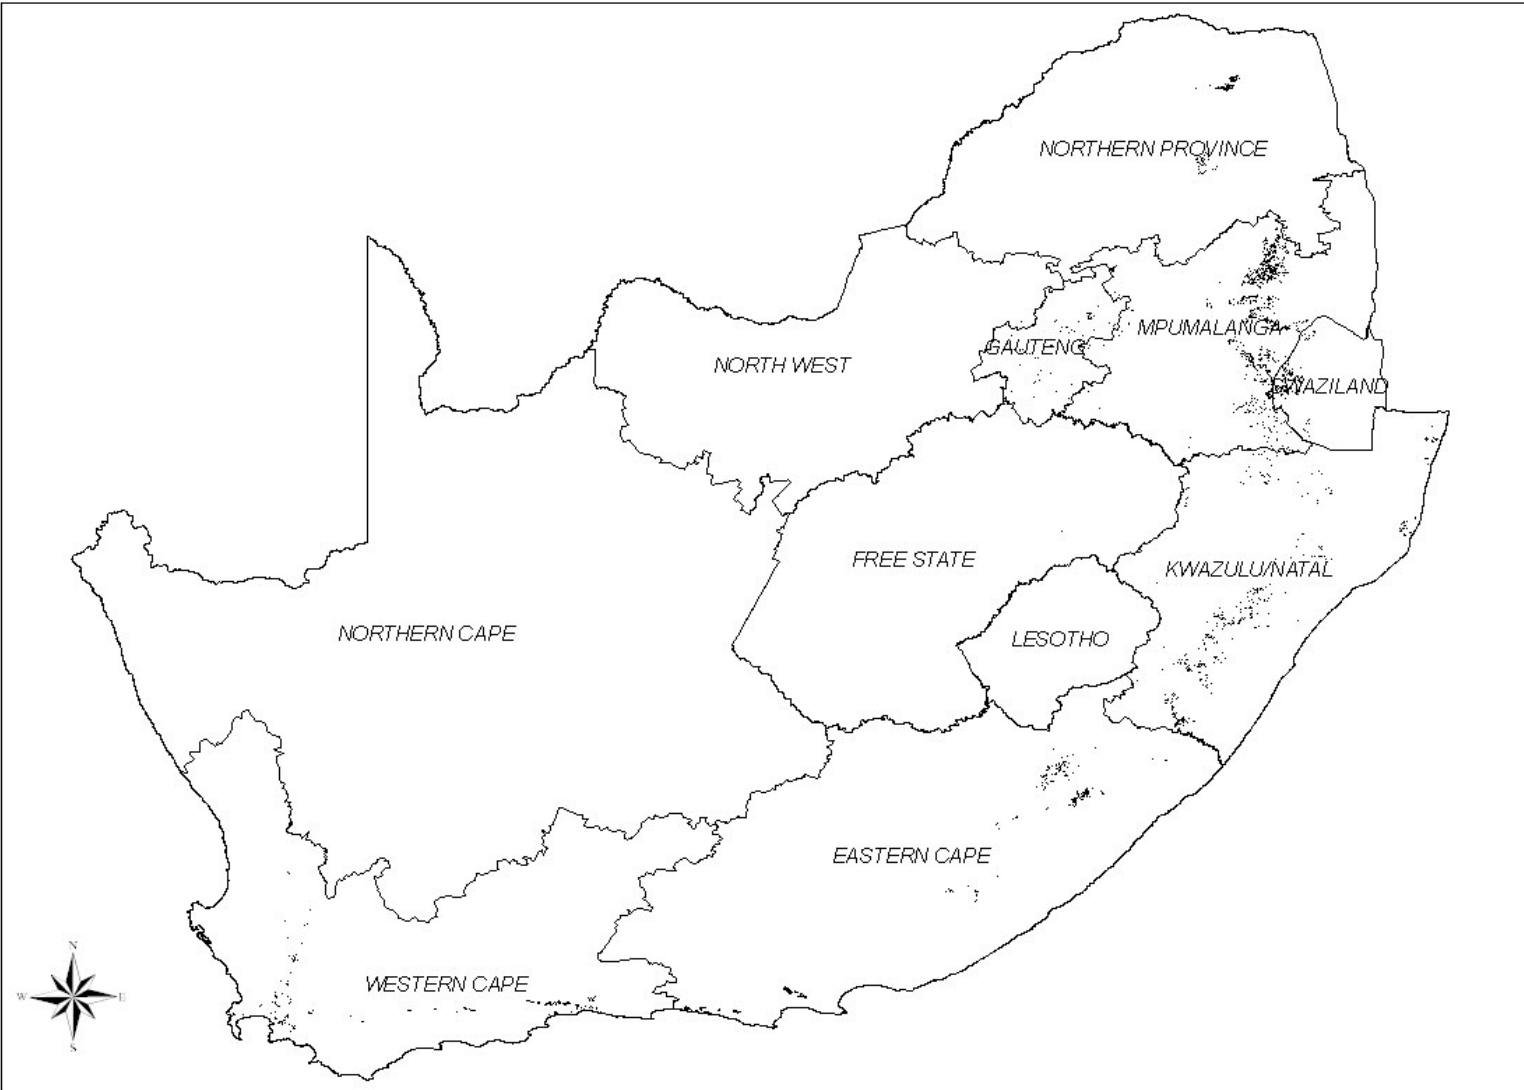 NORTHERN PROVINCE
MPUMALANGA
GAUTENG
NORTH WEST
SWAZILAND
FREE STATE
KWAZULU/NATAL
NORTHERN CAPE
LESOTHO
EASTERN CAPE
WESTERN CAPE
N
W E
S